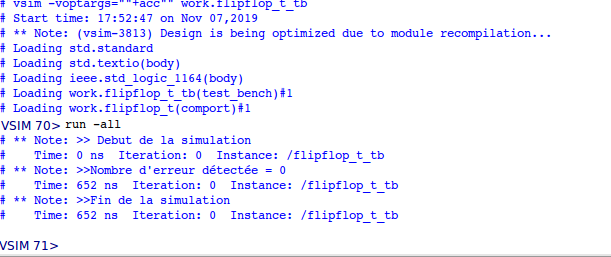 # vsim -voptargs=""+acc"" work.flipflop_t_tb
# Start time: 17:52:47 on Nov 07,2019
# ** Note: (vsim-3813) Design is being optimized due to module recompilation...
# Loading std.standard
# Loading std.textio(body)
# Loading ieee.std_logic_1164(body)
# Loading work.flipflop_t_tb(test_bench)#1
# Loading work.flipflop_t(comport)#1
VSIM 70> run -all
# ** Note: >> Debut de la simulation
#    Time: 0 ns  Iteration: 0  Instance: /flipflop_t_tb
# ** Note: >>Nombre d'erreur détectée = 0
#    Time: 652 ns  Iteration: 0  Instance: /flipflop_t_tb
# ** Note: >>Fin de la simulation
#    Time: 652 ns  Iteration: 0  Instance: /flipflop_t_tb
VSIM 71>